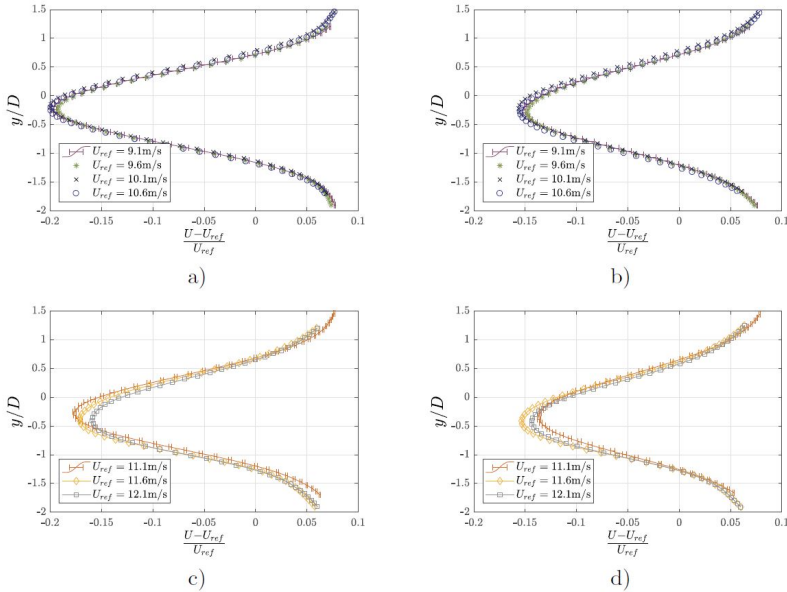 1.5
1
0.5
0
-0.5
-1
-1.5
-2
y/D
U_ref = 9.1m/s
U_ref = 9.6m/s
U_ref = 10.1m/s
U_ref = 10.6m/s
-0.2 -0.15 -0.1 -0.05 0 0.05 0.1
U−U_ref
U_ref
a)
1.5
1
0.5
0
-0.5
-1
-1.5
-2
y/D
U_ref = 9.1m/s
U_ref = 9.6m/s
U_ref = 10.1m/s
U_ref = 10.6m/s
-0.2 -0.15 -0.1 -0.05 0 0.05 0.1
U−U_ref
U_ref
b)
1.5
1
0.5
0
-0.5
-1
-1.5
-2
y/D
U_ref = 11.1m/s
U_ref = 11.6m/s
U_ref = 12.1m/s
-0.2 -0.15 -0.1 -0.05 0 0.05 0.1
U−U_ref
U_ref
c)
1.5
1
0.5
0
-0.5
-1
-1.5
-2
y/D
U_ref = 11.1m/s
U_ref = 11.6m/s
U_ref = 12.1m/s
-0.2 -0.15 -0.1 -0.05 0 0.05 0.1
U−U_ref
U_ref
d)